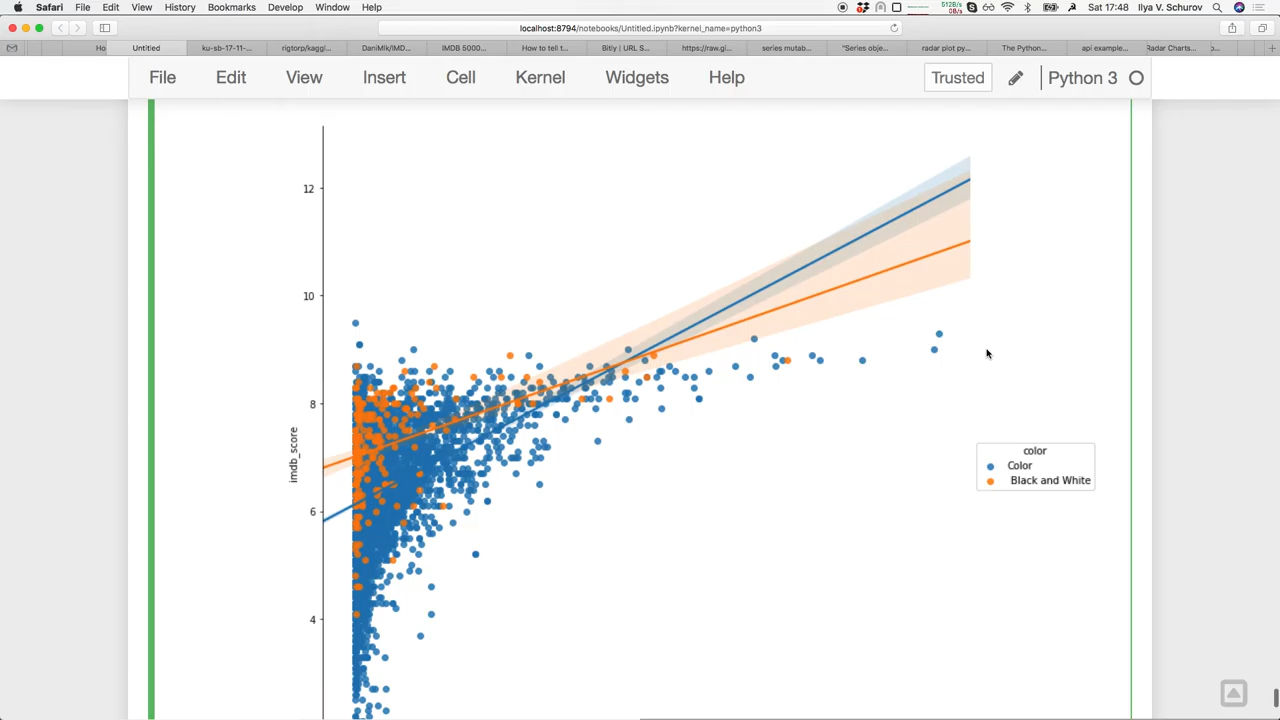 Safari File Edit View History Bookmarks Develop Window Help Sat 17:48 Ilya V. Schurov
localhost:8794/notebooks/Untitled.ipynb?kernel_name=python3
Ho Untitled ku-sb-17-11-... rigtorp/kaggi... DaniMlk/IMD... IMDB 5000... How to tell t... Bitly | URL S... https://raw.gi... series mutab... "Series obje... radar plot py... The Python... api example... Radar Charts... p...
File Edit View Insert Cell Kernel Widgets Help Trusted Python 3
12
10
8
6
4
imdb_score
color
Color
Black and White